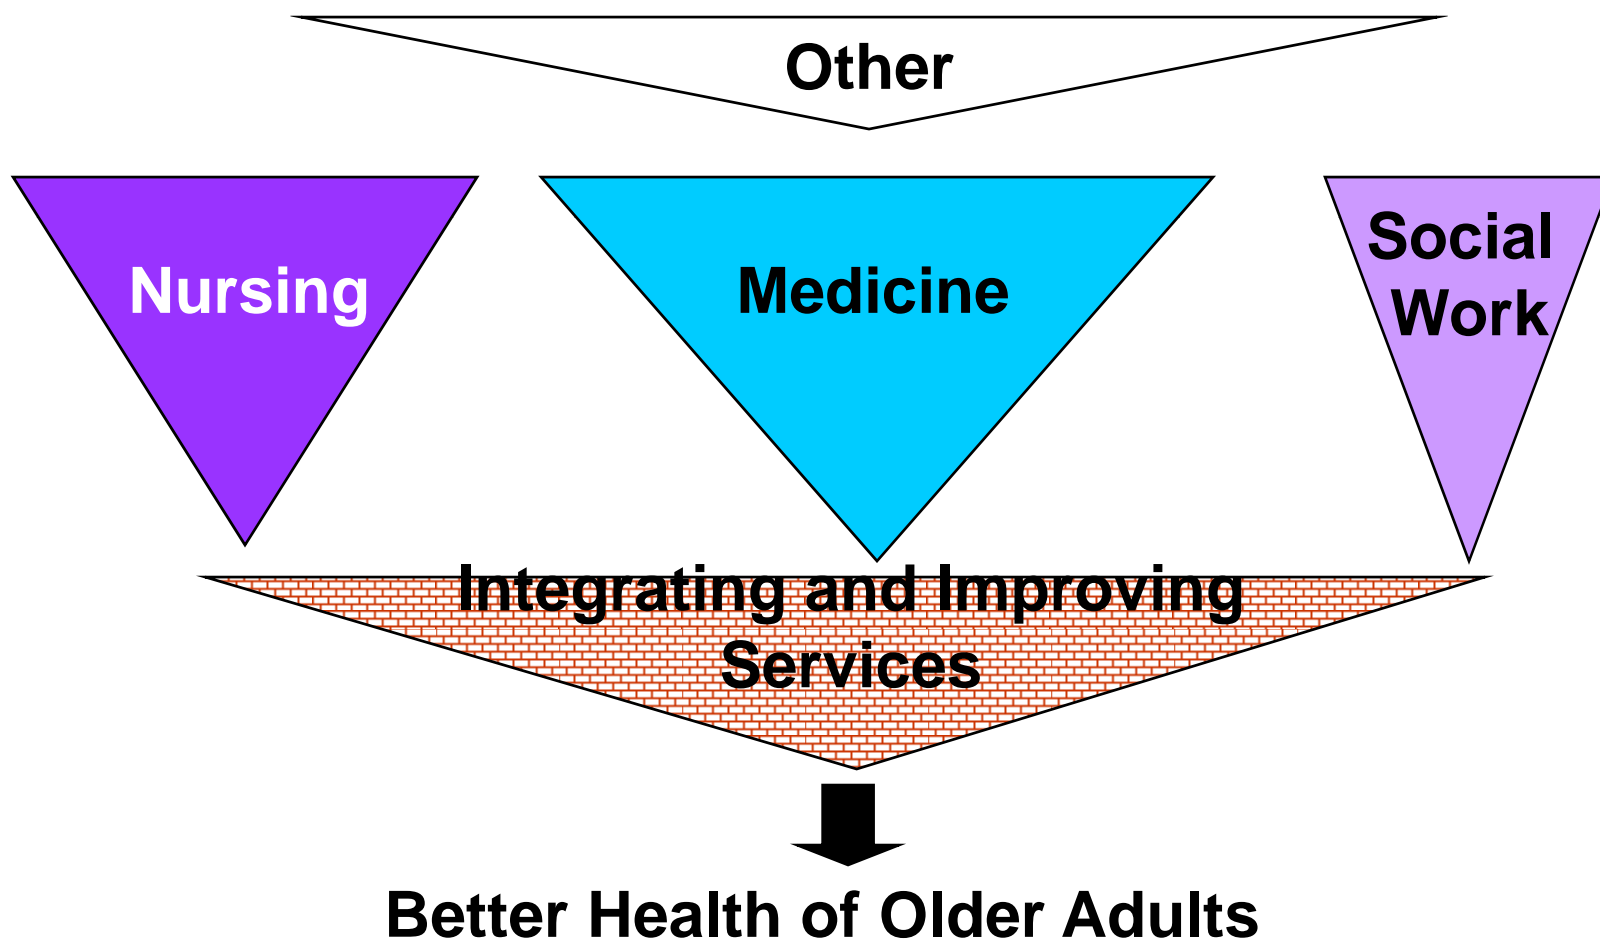 Other
Nursing
Medicine
Social
Work
Integrating and Improving
Services
Better Health of Older Adults